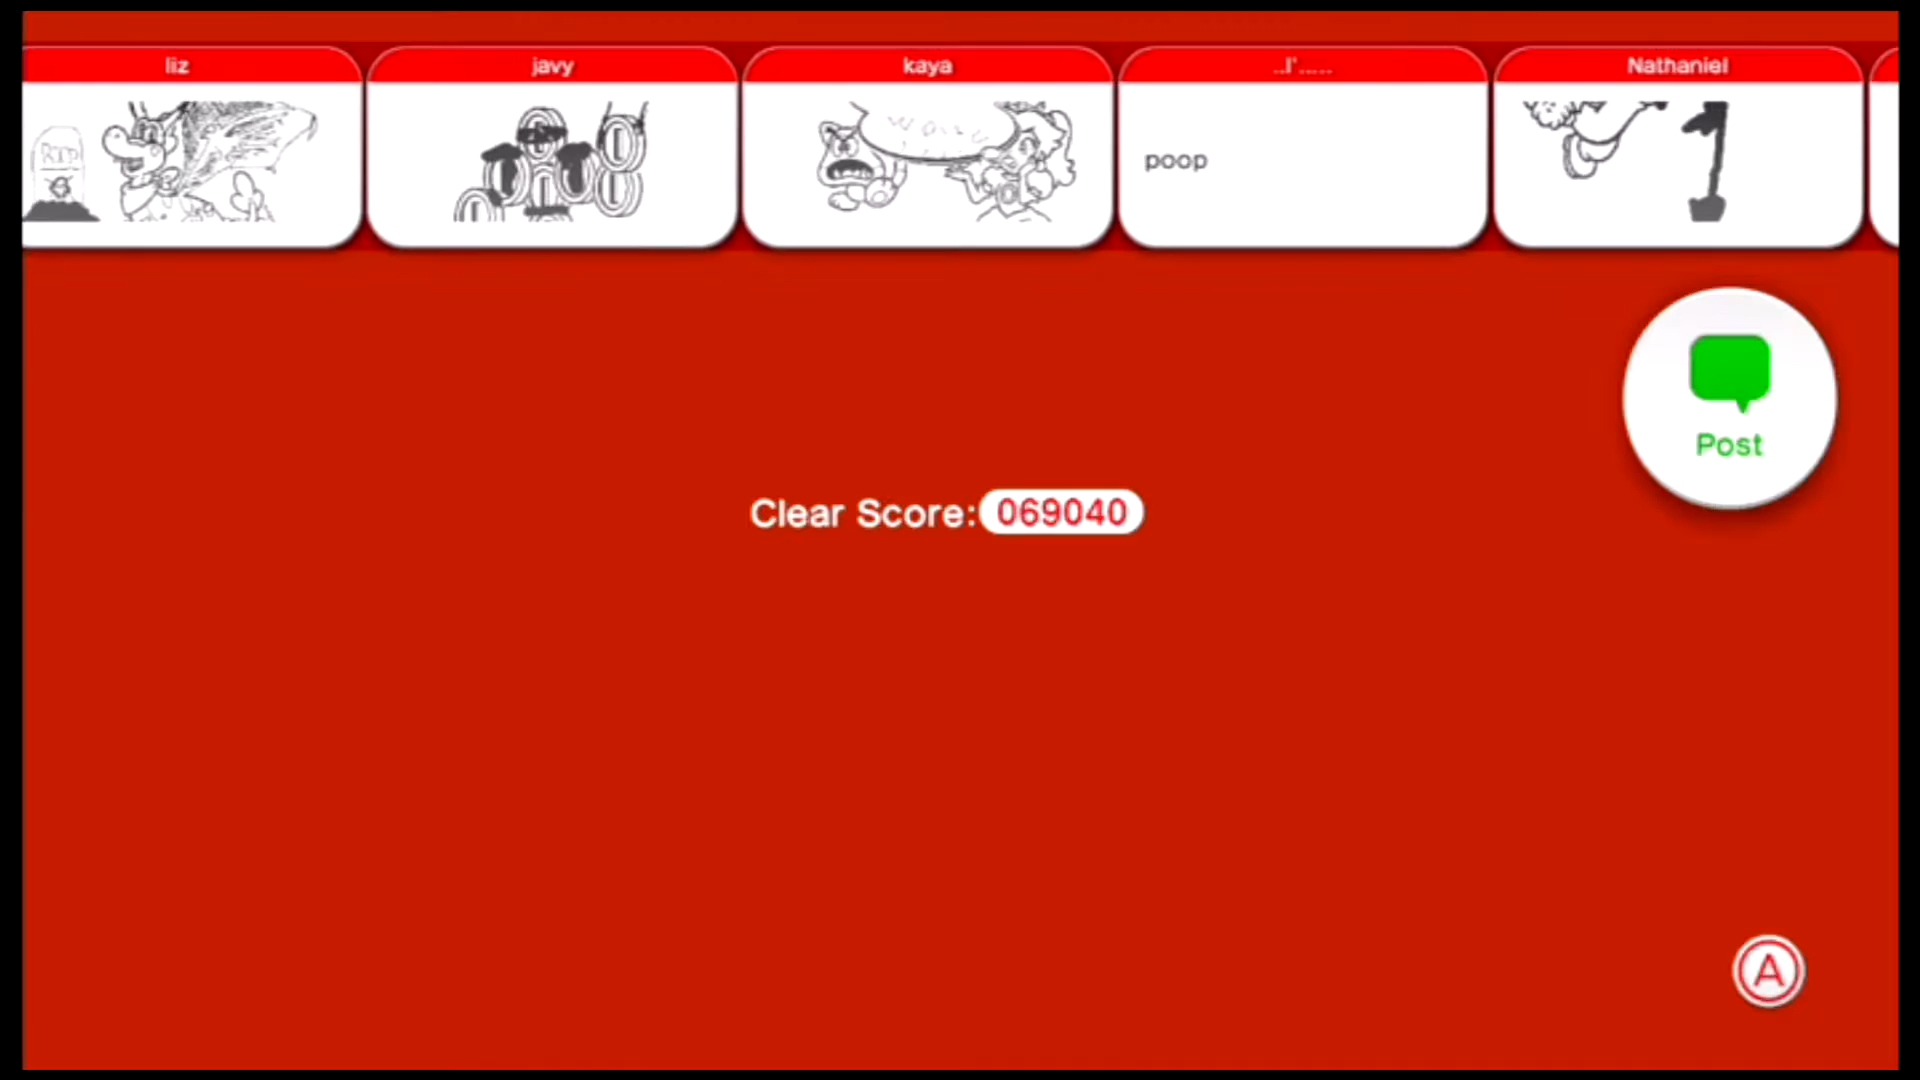 liz
javy
kaya
..I'.....
Nathaniel
RIP
poop
Post
Clear Score: 069040
A